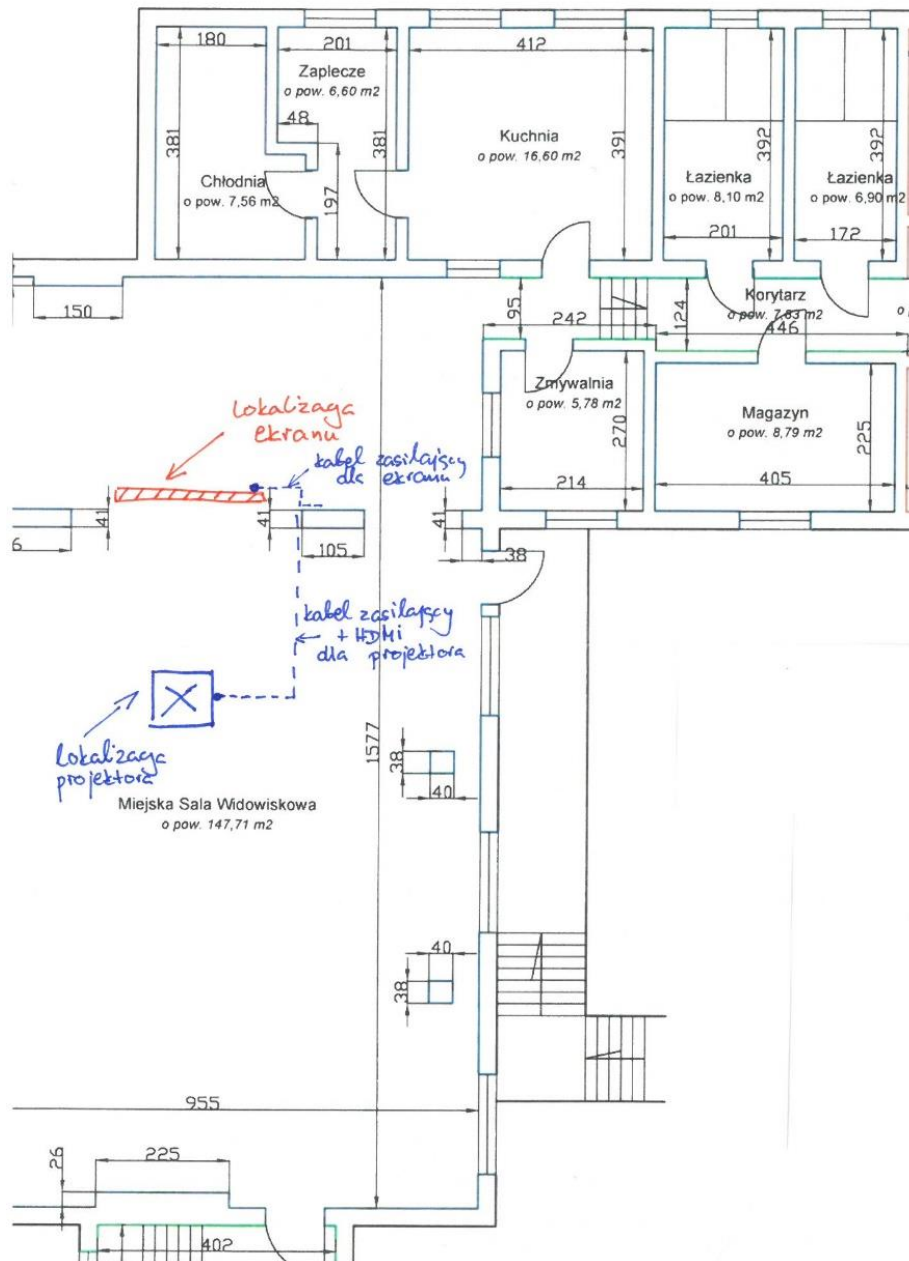 180
201
412
Zaplecze
o pow. 6,60 m2
48
381
381
197
Kuchnia
o pow. 16,60 m2
391
392
392
Chłodnia
o pow. 7,56 m2
Łazienka
o pow. 8,10 m2
Łazienka
o pow. 6,90 m2
201
172
150
95
242
124
Korytarz
o pow. 7,83 m2
446
o
Zmywalnia
o pow. 5,78 m2
270
214
Magazyn
o pow. 8,79 m2
225
405
Lokalizacja
ekranu
kabel zasilający
dla ekranu
6
41
41
105
41
38
kabel zasilający
+ HDMI
dla projektora
Lokalizacja
projektora
1577
38
40
Miejska Sala Widowiskowa
o pow. 147,71 m2
40
38
955
225
26
402